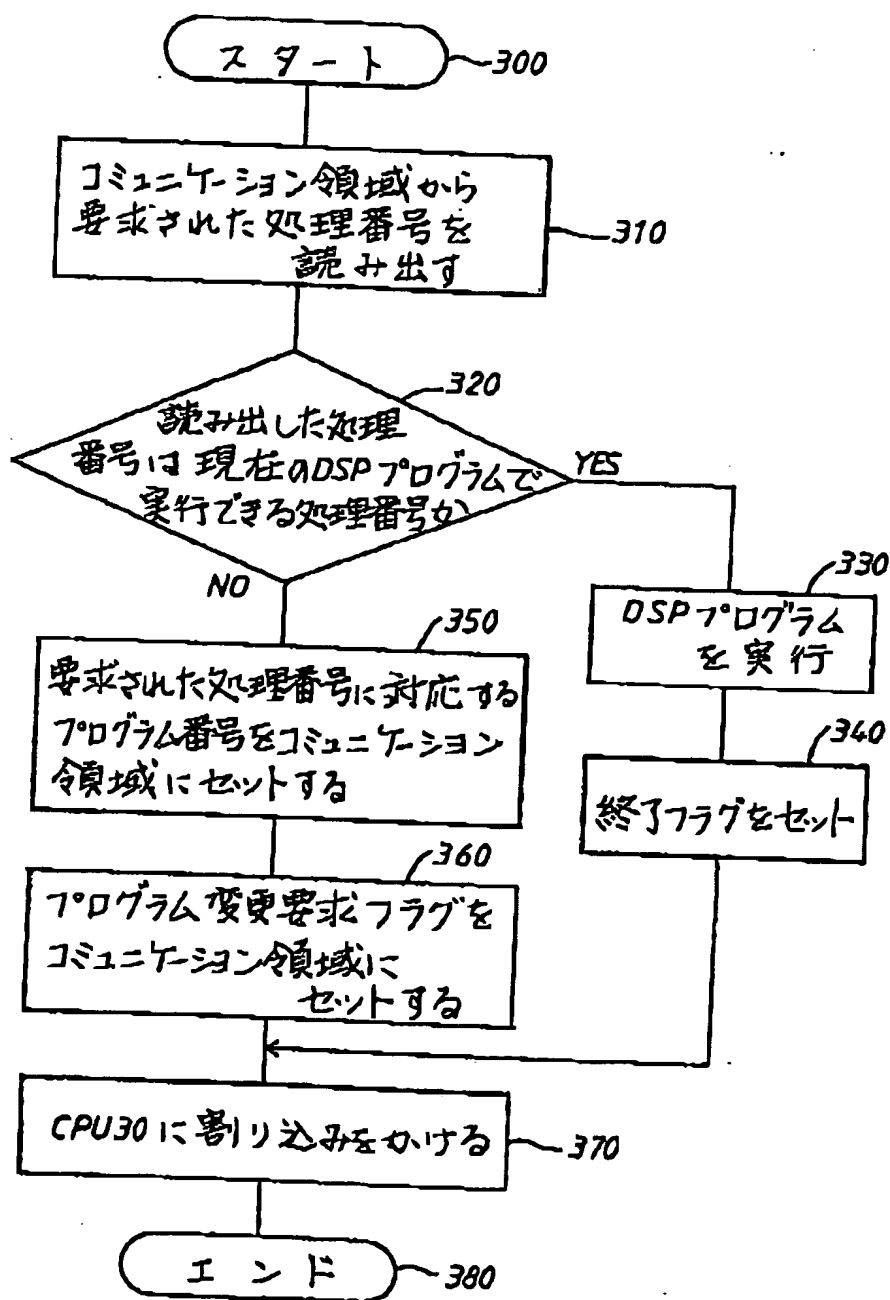 スタート
300
コミュニケーション領域から
要求された処理番号を
読み出す
310
320
読み出した処理
番号は現在のDSPプログラムで
実行できる処理番号か
YES
NO
330
DSPプログラム
を実行
340
終了フラグをセット
350
要求された処理番号に対応する
プログラム番号をコミュニケーション
領域にセットする
360
プログラム変更要求フラグを
コミュニケーション領域に
セットする
CPU30に割り込みをかける
370
エンド
380